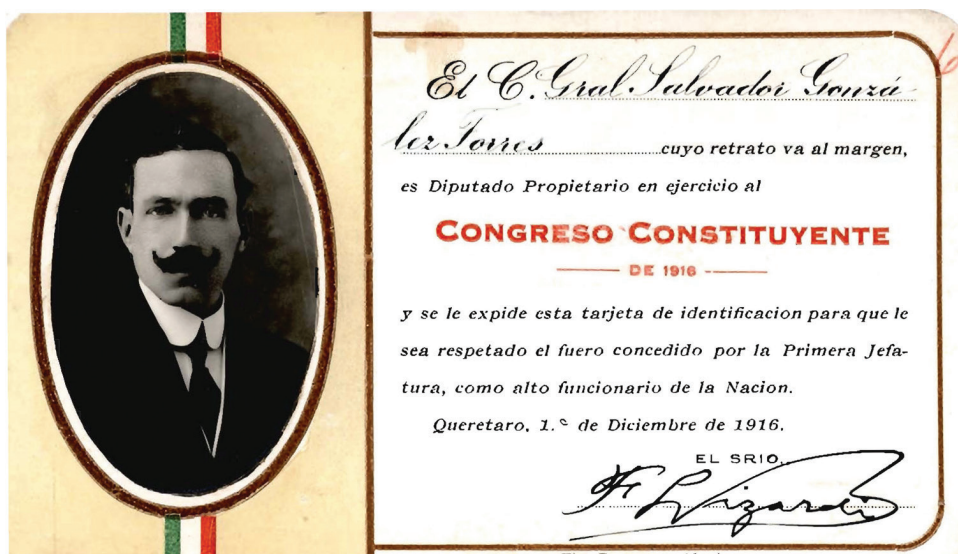 El C. Gral. Salvador Gonzá-
lez Torres cuyo retrato va al margen,
es Diputado Propietario en ejercicio al
CONGRESO CONSTITUYENTE
DE 1916
y se le expide esta tarjeta de identificacion para que le
sea respetado el fuero concedido por la Primera Jefa-
tura, como alto funcionario de la Nacion.
Queretaro, 1.º de Diciembre de 1916.
EL SRIO.
F Lizardi